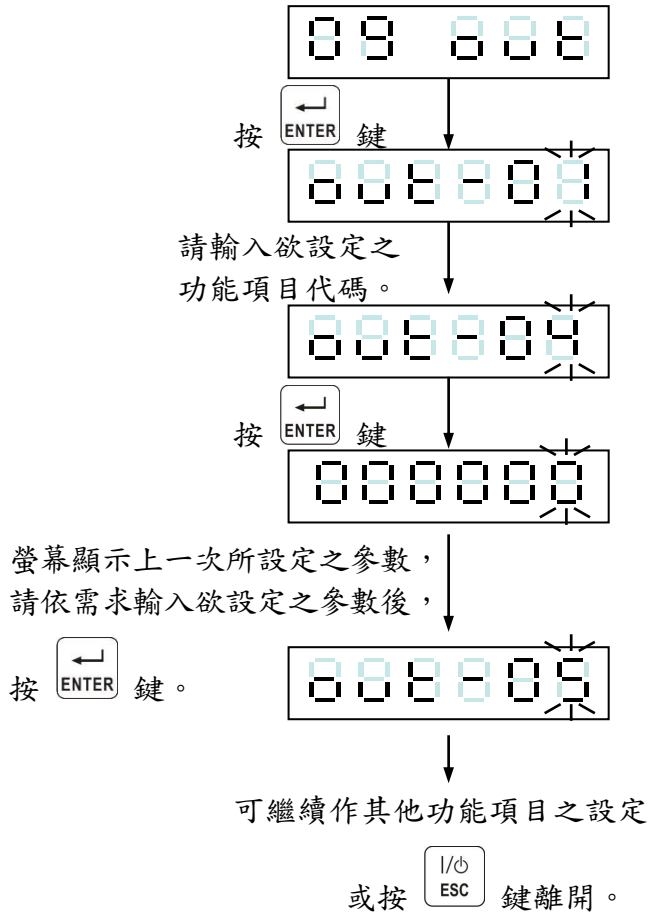 09 out
按 ENTER 鍵
out-01
請輸入欲設定之
功能項目代碼。
out-04
按 ENTER 鍵
000000
螢幕顯示上一次所設定之參數，
請依需求輸入欲設定之參數後，
按 ENTER 鍵。
out-05
可繼續作其他功能項目之設定
或按 I/⏻ ESC 鍵離開。